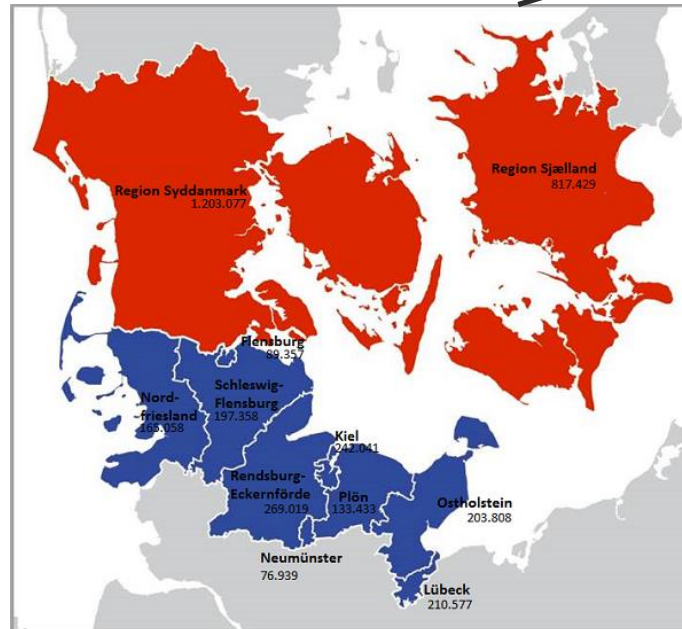 Region Syddanmark
1.203.077
Region Sjælland
817.429
Flensburg
89.357
Nord-
friesland
165.058
Schleswig-
Flensburg
197.358
Kiel
242.041
Rendsburg-
Eckernförde
269.019
Plön
133.433
Ostholstein
203.808
Neumünster
76.939
Lübeck
210.577